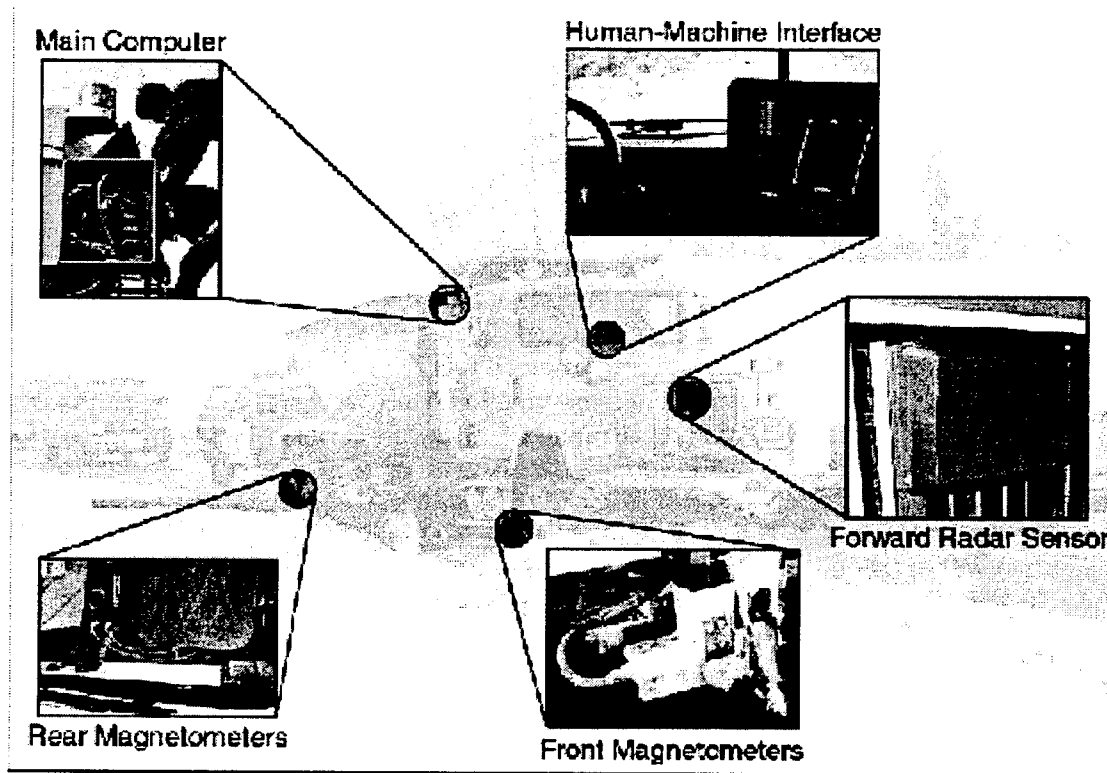 Main Computer
Human-Machine Interface
Forward Radar Sensor
Rear Magnetometers
Front Magnetometers